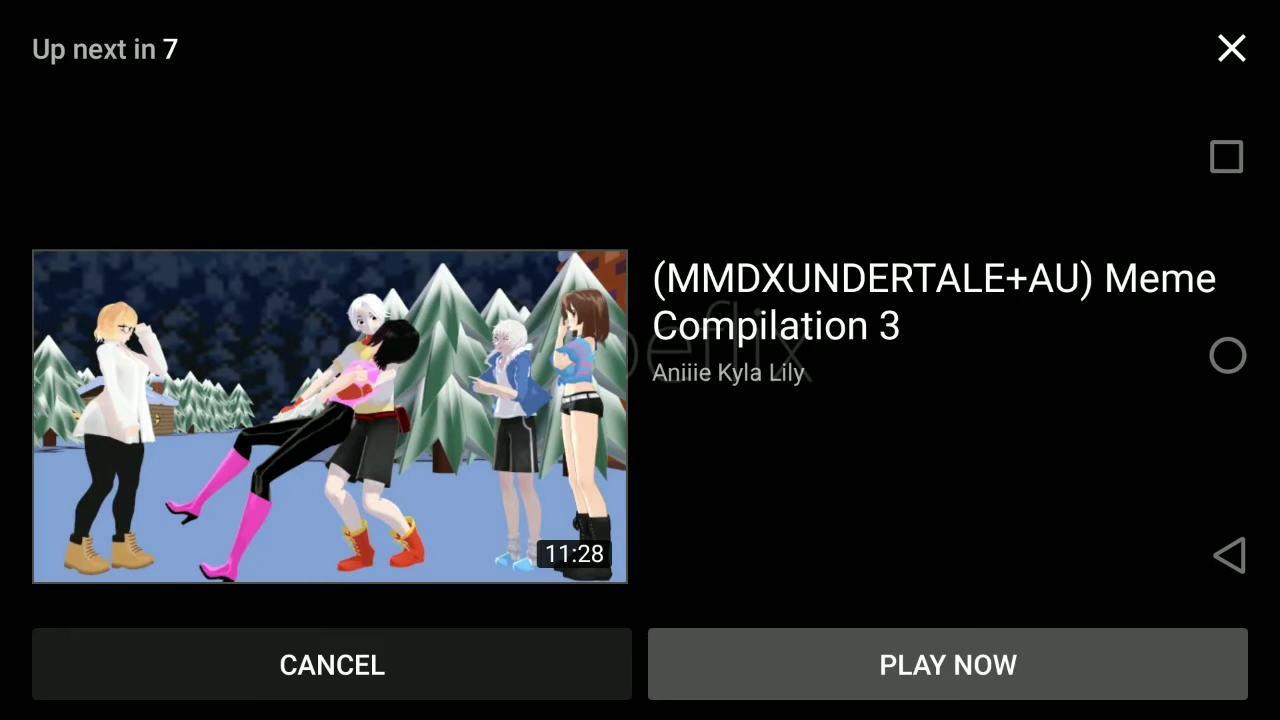 Up next in 7
(MMDXUNDERTALE+AU) Meme
Compilation 3
Aniiie Kyla Lily
11:28
CANCEL
PLAY NOW